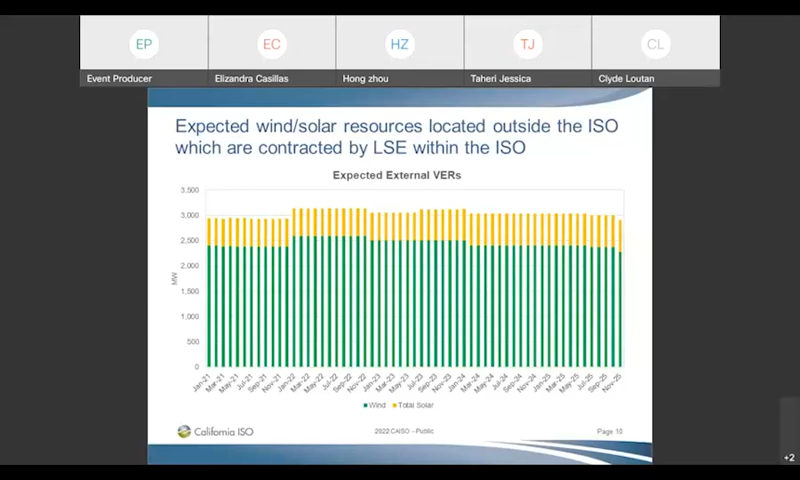 EP
EC
HZ
TJ
CL
Event Producer
Elizandra Casillas
Hong zhou
Taheri Jessica
Clyde Loutan
Expected wind/solar resources located outside the ISO
which are contracted by LSE within the ISO
Expected External VERs
3,500
3,000
2,500
2,000
1,500
1,000
500
0
MW
Jan-21
Mar-21
May-21
Jul-21
Sep-21
Nov-21
Jan-22
Mar-22
May-22
Jul-22
Sep-22
Nov-22
Jan-23
Mar-23
May-23
Jul-23
Sep-23
Nov-23
Jan-24
Mar-24
May-24
Jul-24
Sep-24
Nov-24
Jan-25
Mar-25
May-25
Jul-25
Sep-25
Nov-25
Wind Total Solar
California ISO
2022 CAISO - Public
Page 10
+2